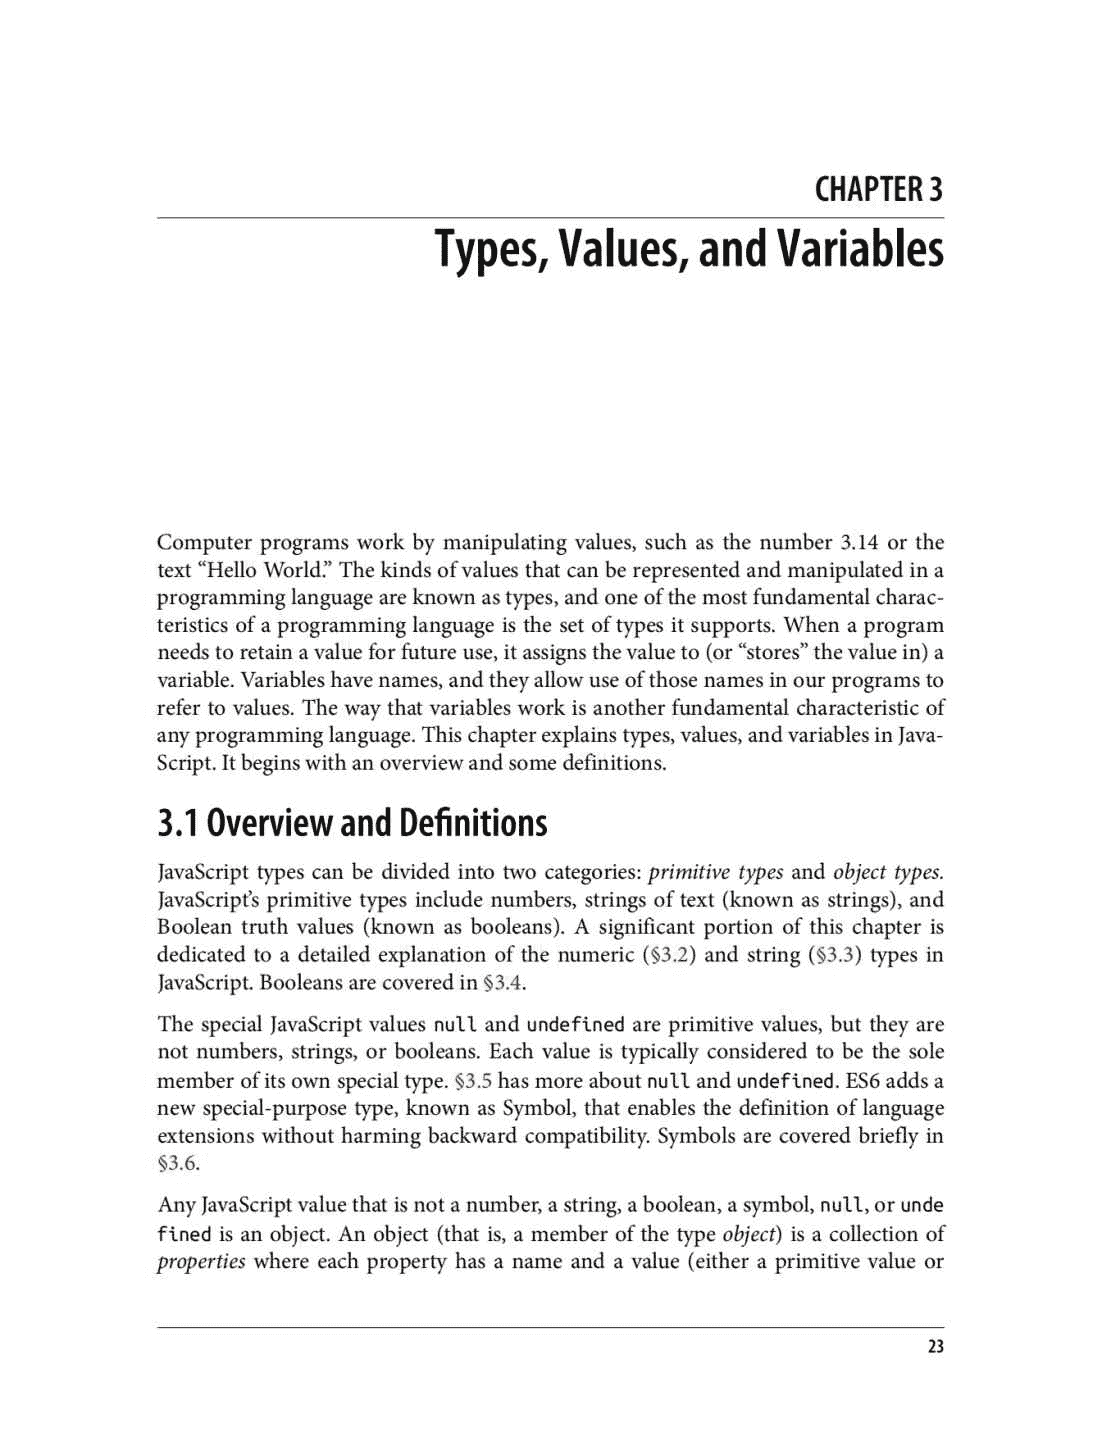 CHAPTER 3
Types, Values, and Variables
Computer programs work by manipulating values, such as the number 3.14 or the
text “Hello World.” The kinds of values that can be represented and manipulated in a
programming language are known as types, and one of the most fundamental charac-
teristics of a programming language is the set of types it supports. When a program
needs to retain a value for future use, it assigns the value to (or “stores” the value in) a
variable. Variables have names, and they allow use of those names in our programs to
refer to values. The way that variables work is another fundamental characteristic of
any programming language. This chapter explains types, values, and variables in Java-
Script. It begins with an overview and some definitions.
3.1 Overview and Definitions
JavaScript types can be divided into two categories: primitive types and object types.
JavaScript’s primitive types include numbers, strings of text (known as strings), and
Boolean truth values (known as booleans). A significant portion of this chapter is
dedicated to a detailed explanation of the numeric (§3.2) and string (§3.3) types in
JavaScript. Booleans are covered in §3.4.
The special JavaScript values null and undefined are primitive values, but they are
not numbers, strings, or booleans. Each value is typically considered to be the sole
member of its own special type. §3.5 has more about null and undefined. ES6 adds a
new special-purpose type, known as Symbol, that enables the definition of language
extensions without harming backward compatibility. Symbols are covered briefly in
§3.6.
Any JavaScript value that is not a number, a string, a boolean, a symbol, null, or unde
fined is an object. An object (that is, a member of the type object) is a collection of
properties where each property has a name and a value (either a primitive value or
23